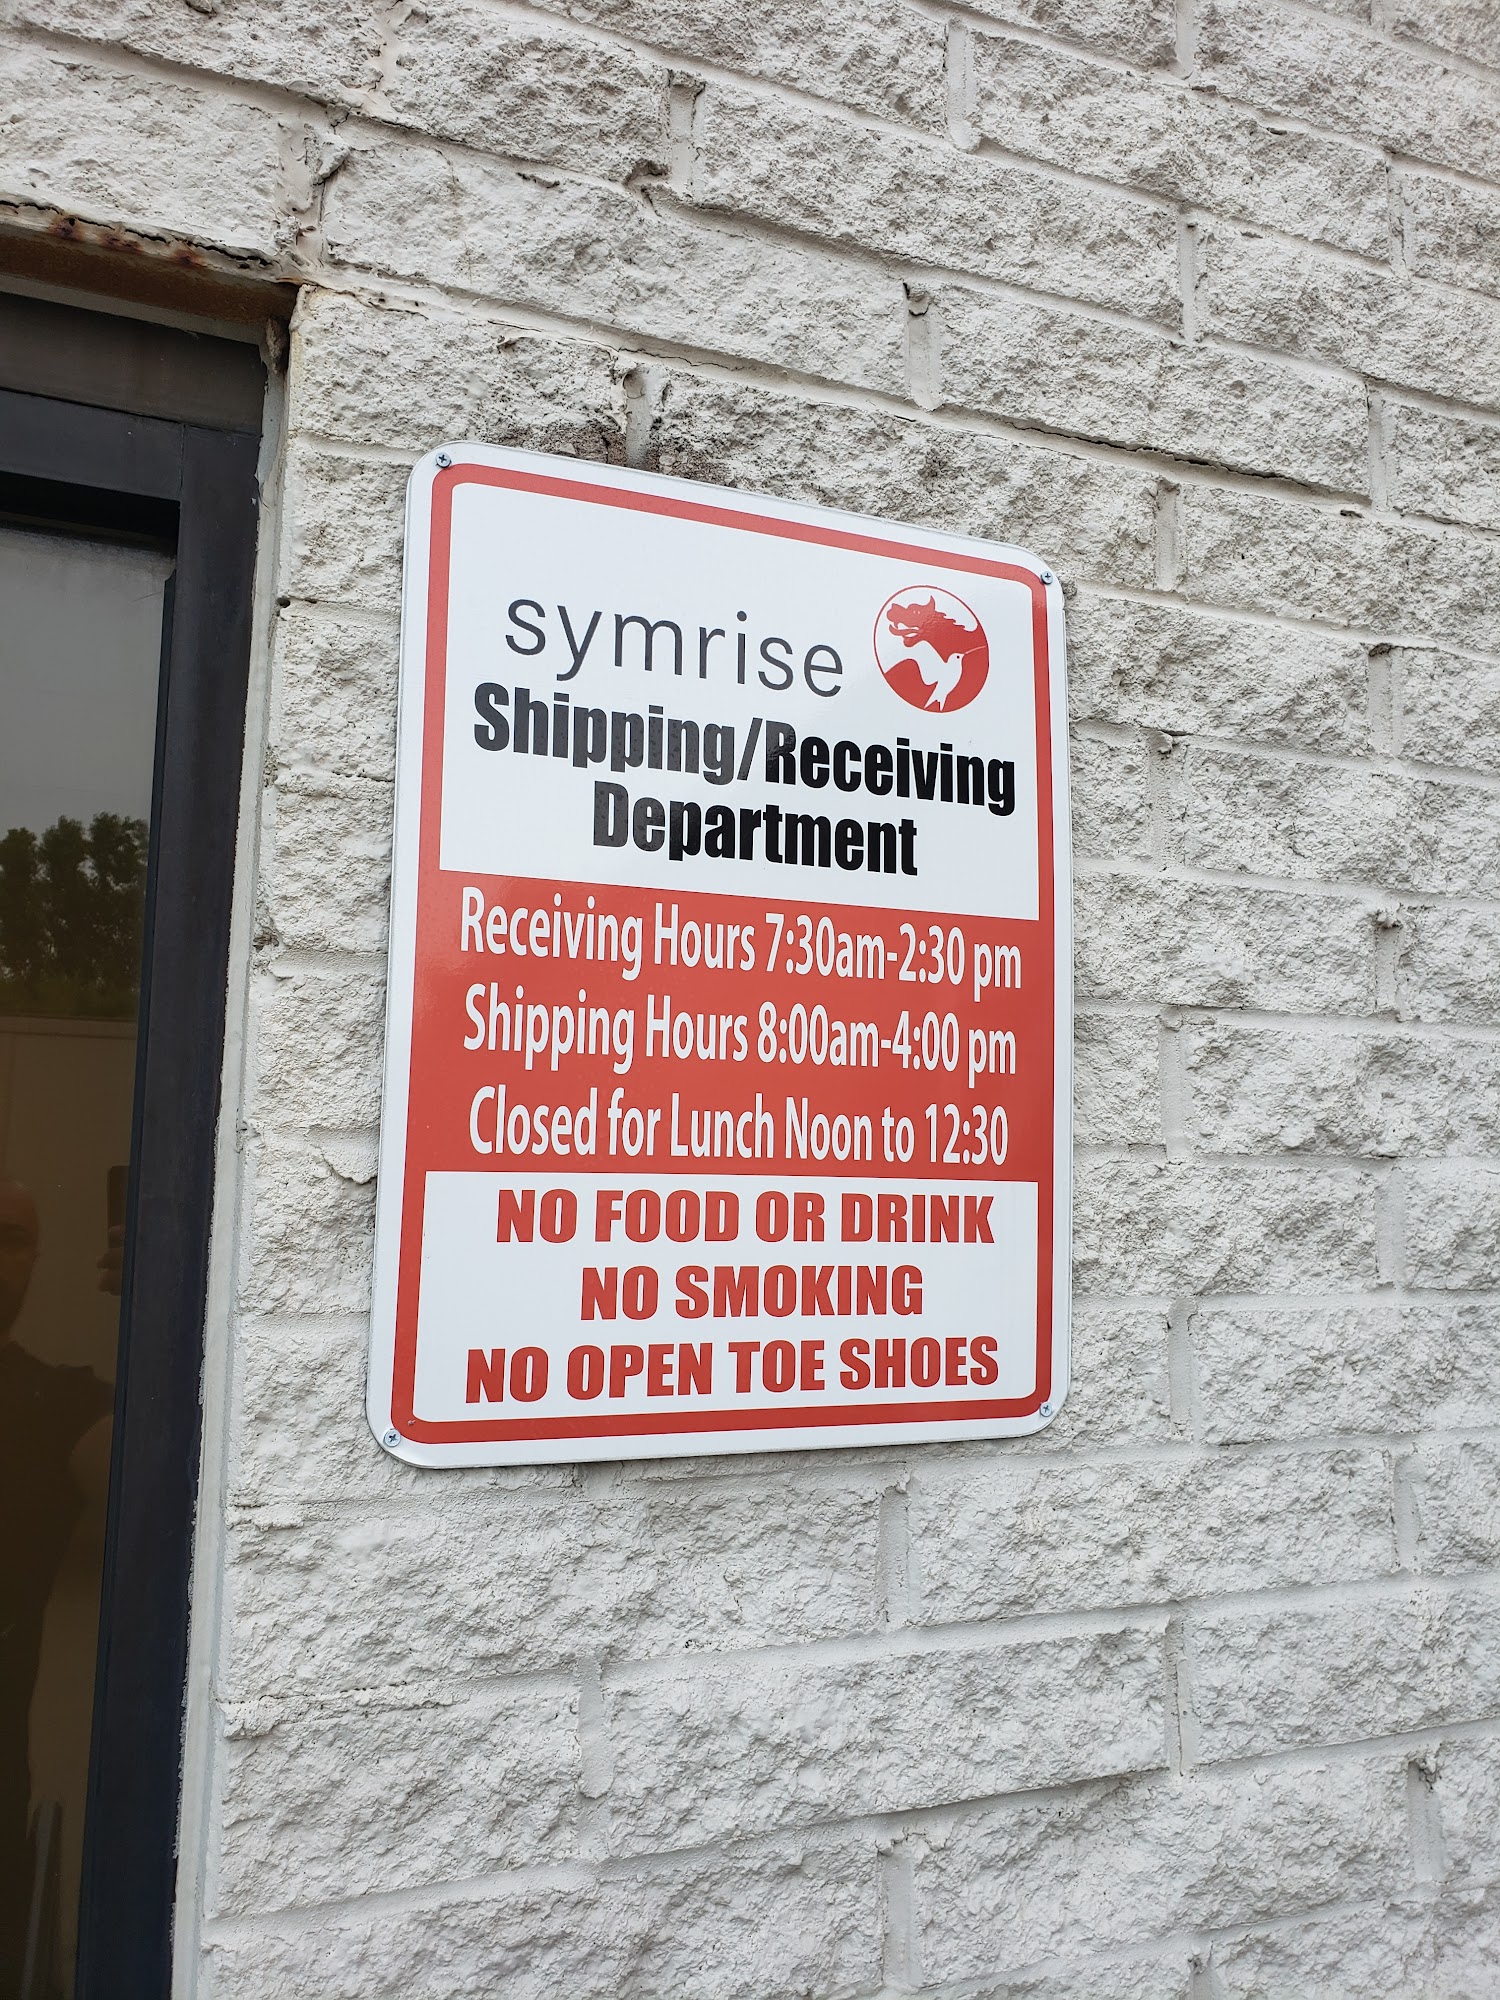 symrise
Shipping/Receiving
Department
Receiving Hours 7:30am-2:30 pm
Shipping Hours 8:00am-4:00 pm
Closed for Lunch Noon to 12:30
NO FOOD OR DRINK
NO SMOKING
NO OPEN TOE SHOES